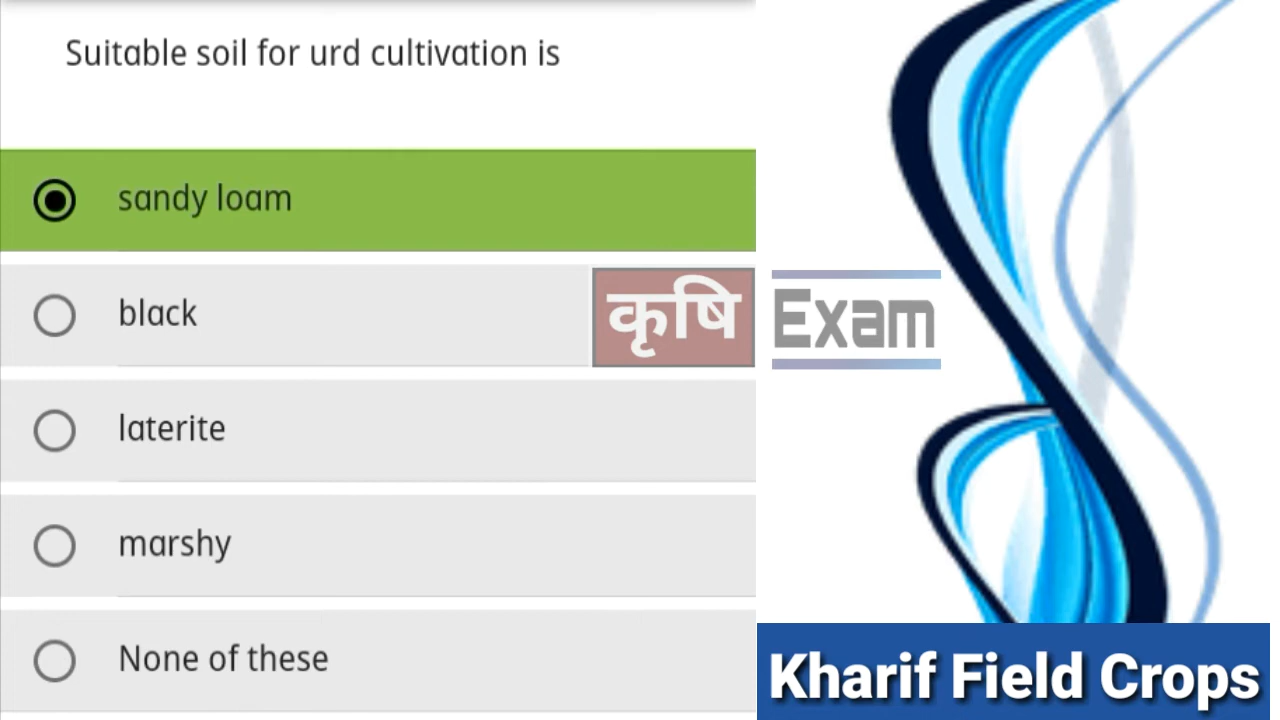 Suitable soil for urd cultivation is
sandy loam
black
कृषि Exam
laterite
marshy
None of these
Kharif Field Crops